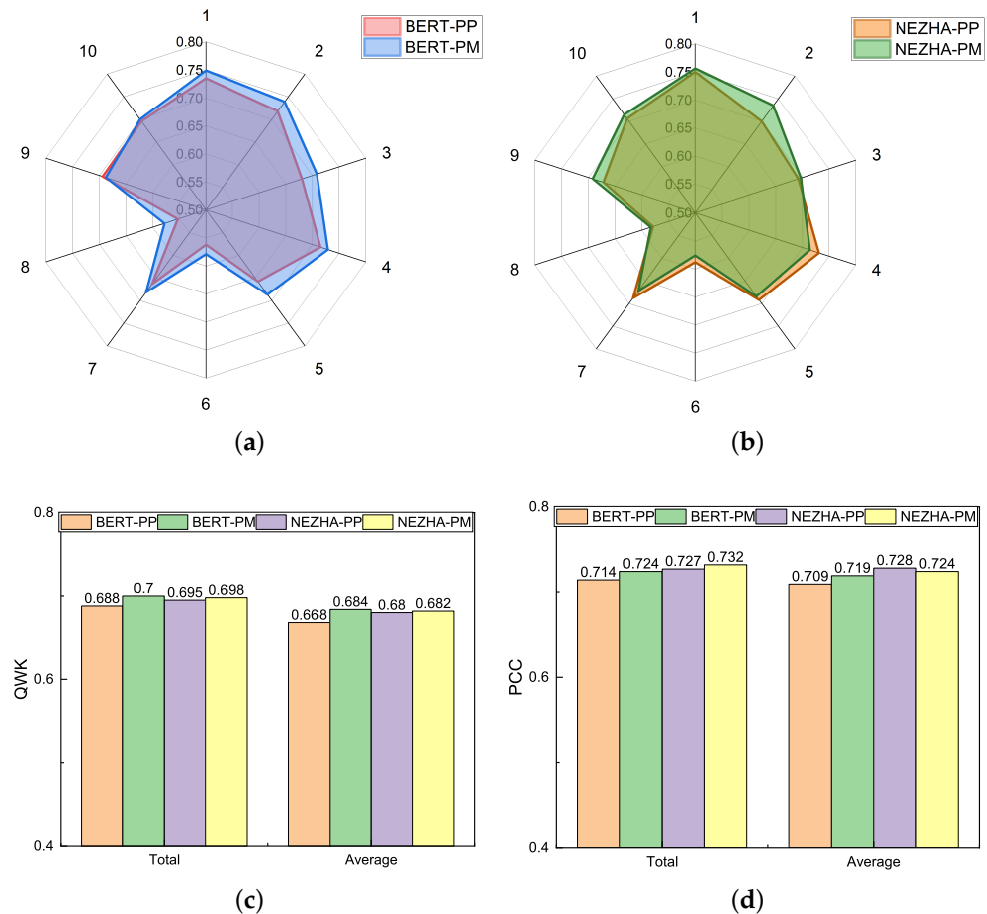 1
BERT-PP
BERT-PM
10
0.80
2
0.75
0.70
0.65
9
0.60
3
0.55
0.50
8
4
7
5
6
(a)
1
NEZHA-PP
NEZHA-PM
10
0.80
2
0.75
0.70
0.65
9
0.60
3
0.55
0.50
8
4
7
5
6
(b)
0.8
BERT-PP BERT-PM NEZHA-PP NEZHA-PM
0.688 0.7 0.695 0.698
0.668 0.684 0.68 0.682
QWK
0.6
0.4
Total Average
(c)
0.8
BERT-PP BERT-PM NEZHA-PP NEZHA-PM
0.714 0.724 0.727 0.732
0.709 0.719 0.728 0.724
PCC
0.6
0.4
Total Average
(d)